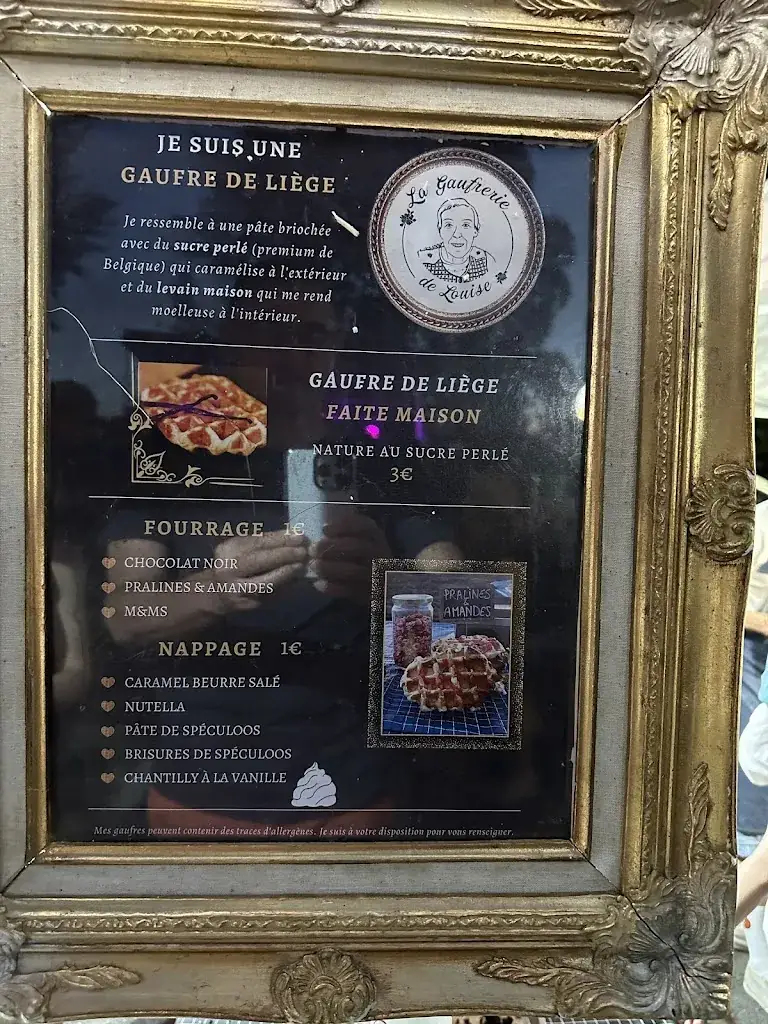 JE SUIS UNE
GAUFRE DE LIÈGE
Je ressemble à une pâte briochée
avec du sucre perlé (premium de
Belgique) qui caramélise à l'extérieur
et du levain maison qui me rend
moelleuse à l'intérieur.
La Gaufrerie
de Louise
GAUFRE DE LIÈGE
FAITE MAISON
NATURE AU SUCRE PERLÉ
3€
FOURRAGE 1€
CHOCOLAT NOIR
PRALINES & AMANDES
M&MS
PRALINES
&
AMANDES
NAPPAGE 1€
CARAMEL BEURRE SALÉ
NUTELLA
PÂTE DE SPÉCULOOS
BRISURES DE SPÉCULOOS
CHANTILLY À LA VANILLE
Mes gaufres peuvent contenir des traces d'allergènes. Je suis à votre disposition pour vous renseigner.